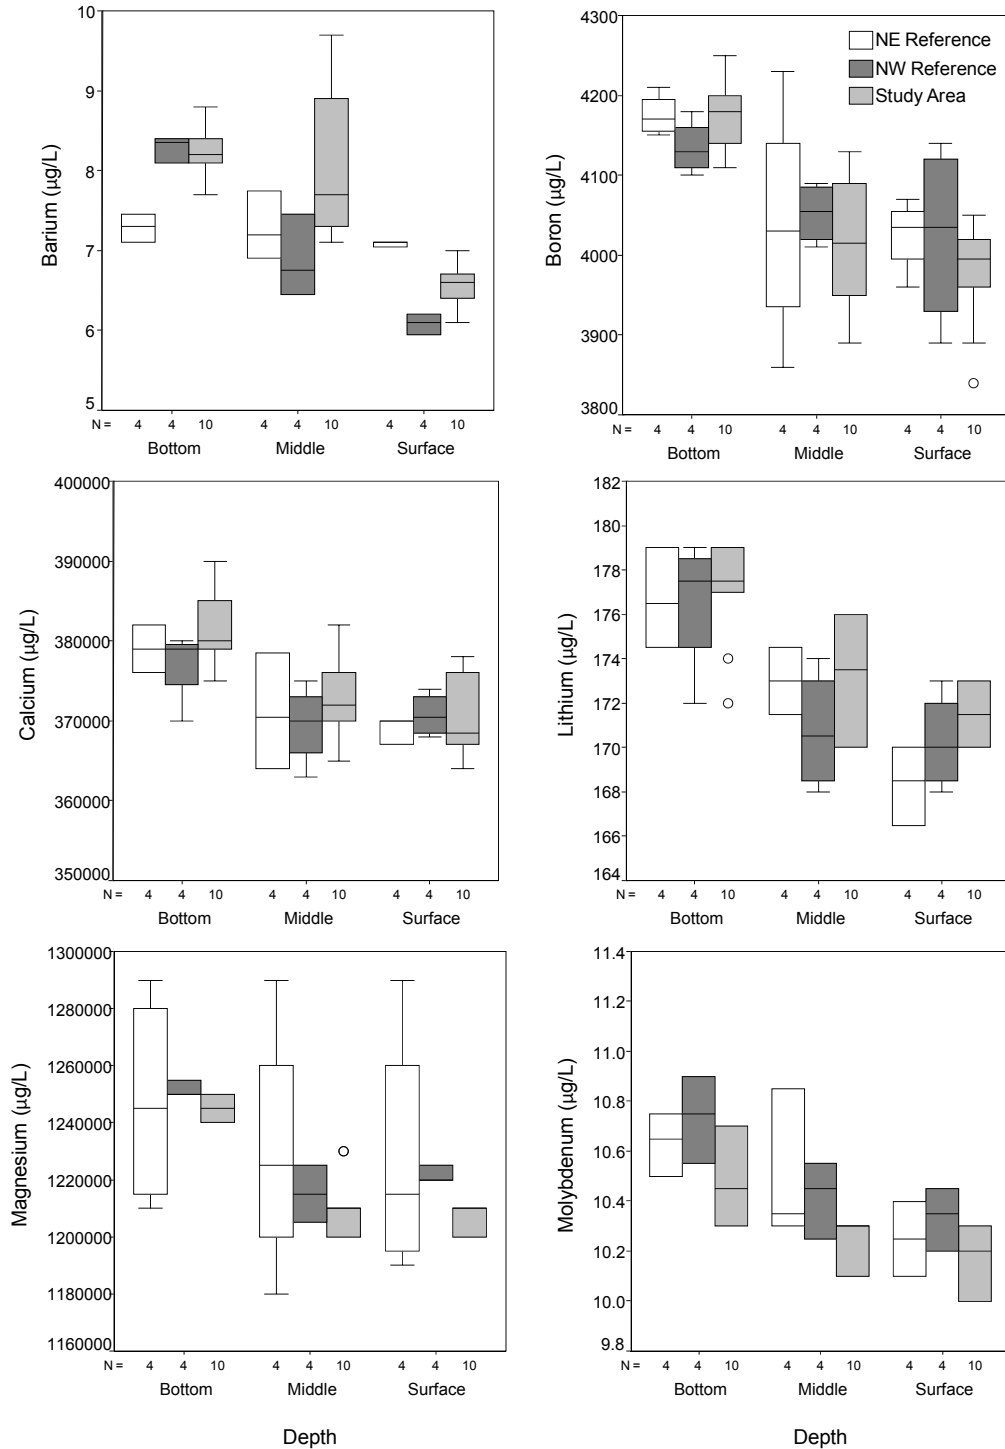 Barium (µg/L)
10
9
8
7
6
5
N = 4 4 10 4 4 10 4 4 10
Bottom Middle Surface
Boron (µg/L)
4300
4200
4100
4000
3900
3800
NE Reference
NW Reference
Study Area
N = 4 4 10 4 4 10 4 4 10
Bottom Middle Surface
Calcium (µg/L)
400000
390000
380000
370000
360000
350000
N = 4 4 10 4 4 10 4 4 10
Bottom Middle Surface
Lithium (µg/L)
182
180
178
176
174
172
170
168
166
164
N = 4 4 10 4 4 10 4 4 10
Bottom Middle Surface
Magnesium (µg/L)
1300000
1280000
1260000
1240000
1220000
1200000
1180000
1160000
N = 4 4 10 4 4 10 4 4 10
Bottom Middle Surface
Depth
Molybdenum (µg/L)
11.4
11.2
11.0
10.8
10.6
10.4
10.2
10.0
9.8
N = 4 4 10 4 4 10 4 4 10
Bottom Middle Surface
Depth